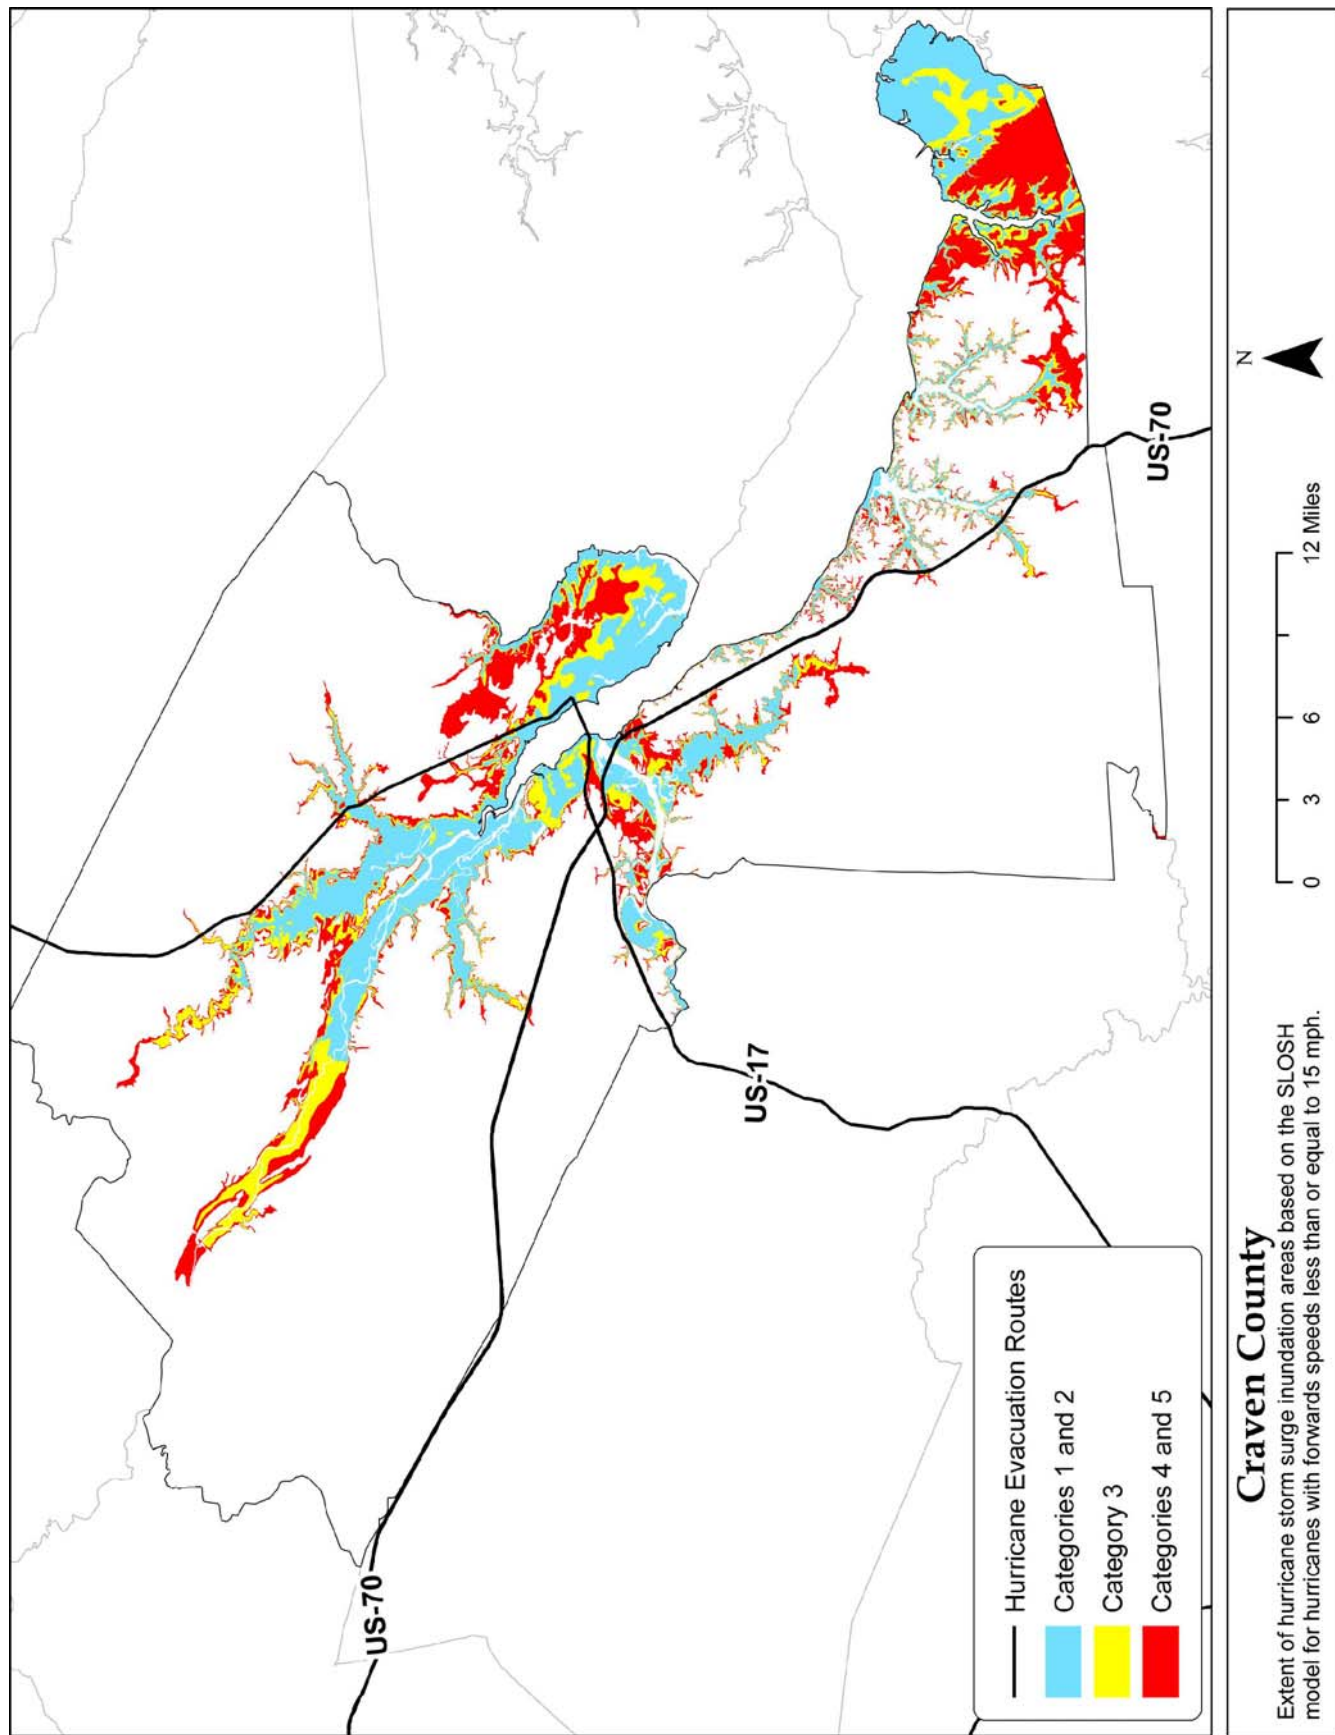 US-70
US-17
US-70
Hurricane Evacuation Routes
Categories 1 and 2
Category 3
Categories 4 and 5
Craven County
Extent of hurricane storm surge inundation areas based on the SLOSH
model for hurricanes with forwards speeds less than or equal to 15 mph.
0 3 6 12 Miles
N